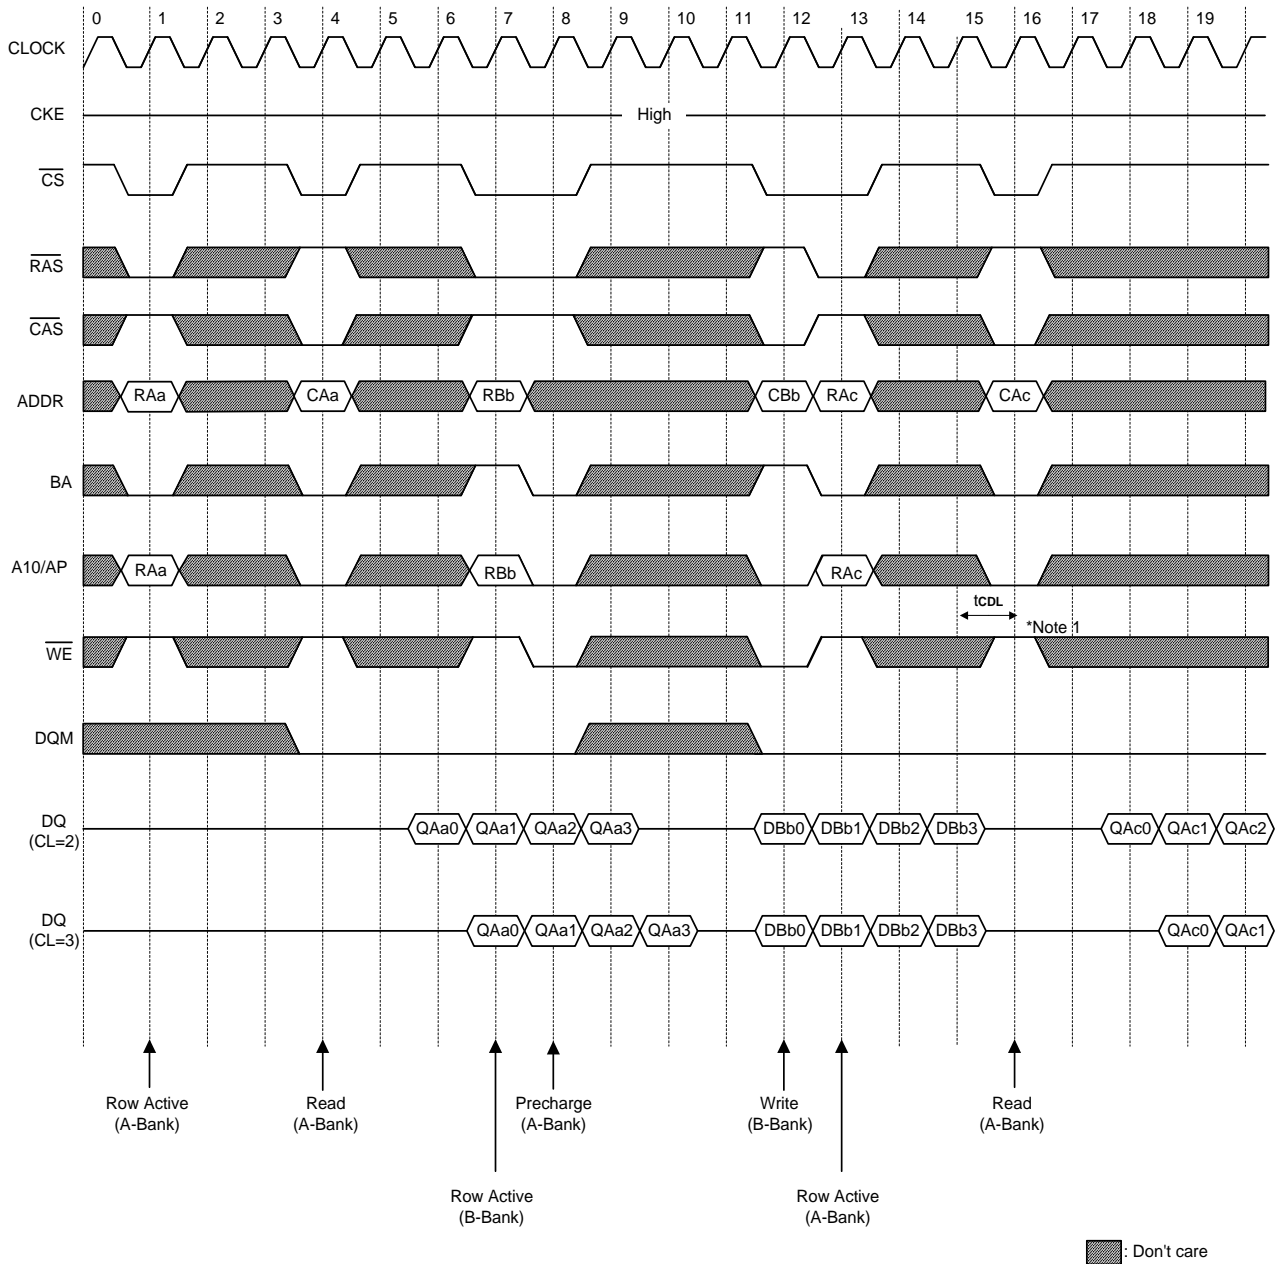 0 1 2 3 4 5 6 7 8 9 10 11 12 13 14 15 16 17 18 19
CLOCK
CKE High
CS
RAS
CAS
ADDR RAa CAa RBb CBb RAc CAc
BA
A10/AP RAa RBb RAc
tCDL
*Note 1
WE
DQM
DQ
(CL=2) QAa0 QAa1 QAa2 QAa3 DBb0 DBb1 DBb2 DBb3 QAc0 QAc1 QAc2
DQ
(CL=3) QAa0 QAa1 QAa2 QAa3 DBb0 DBb1 DBb2 DBb3 QAc0 QAc1
Row Active
(A-Bank)
Read
(A-Bank)
Precharge
(A-Bank)
Write
(B-Bank)
Read
(A-Bank)
Row Active
(B-Bank)
Row Active
(A-Bank)
: Don't care